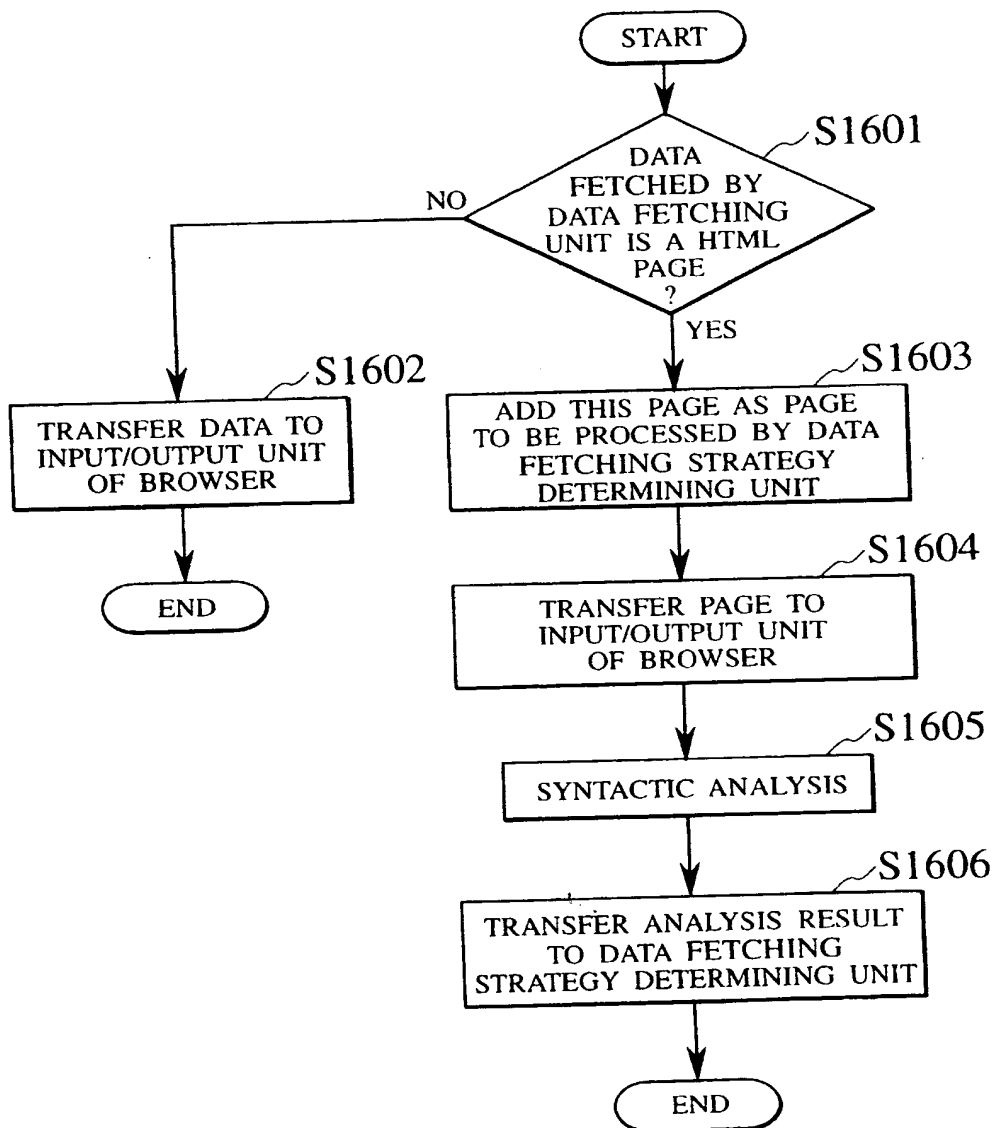 START
S1601
DATA
FETCHED BY
DATA FETCHING
UNIT IS A HTML
PAGE
?
NO
YES
S1602
TRANSFER DATA TO
INPUT/OUTPUT UNIT
OF BROWSER
END
S1603
ADD THIS PAGE AS PAGE
TO BE PROCESSED BY DATA
FETCHING STRATEGY
DETERMINING UNIT
S1604
TRANSFER PAGE TO
INPUT/OUTPUT UNIT
OF BROWSER
S1605
SYNTACTIC ANALYSIS
S1606
TRANSFER ANALYSIS RESULT
TO DATA FETCHING
STRATEGY DETERMINING UNIT
END